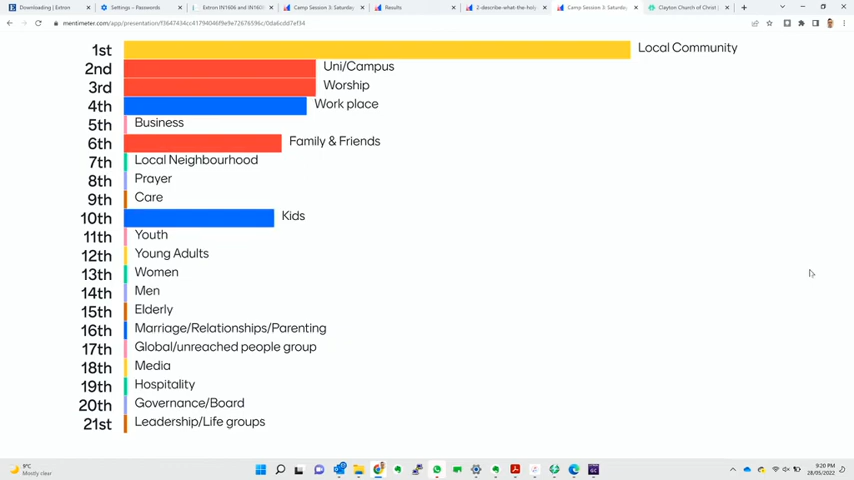 Downloading | Extron
Settings – Passwords
Extron IN1606 and IN160
Camp Session 3: Saturda
Results
2-describe-what-the-holy
Camp Session 3: Saturda
Clayton Church of Christ |
mentimeter.com/app/presentation/f3647434cc41794046f9e9e72676596c/0da6cdd7ef34
1st Local Community
2nd Uni/Campus
3rd Worship
4th Work place
5th Business
6th Family & Friends
7th Local Neighbourhood
8th Prayer
9th Care
10th Kids
11th Youth
12th Young Adults
13th Women
14th Men
15th Elderly
16th Marriage/Relationships/Parenting
17th Global/unreached people group
18th Media
19th Hospitality
20th Governance/Board
21st Leadership/Life groups
9°C
Mostly clear
9:20 PM
28/05/2022